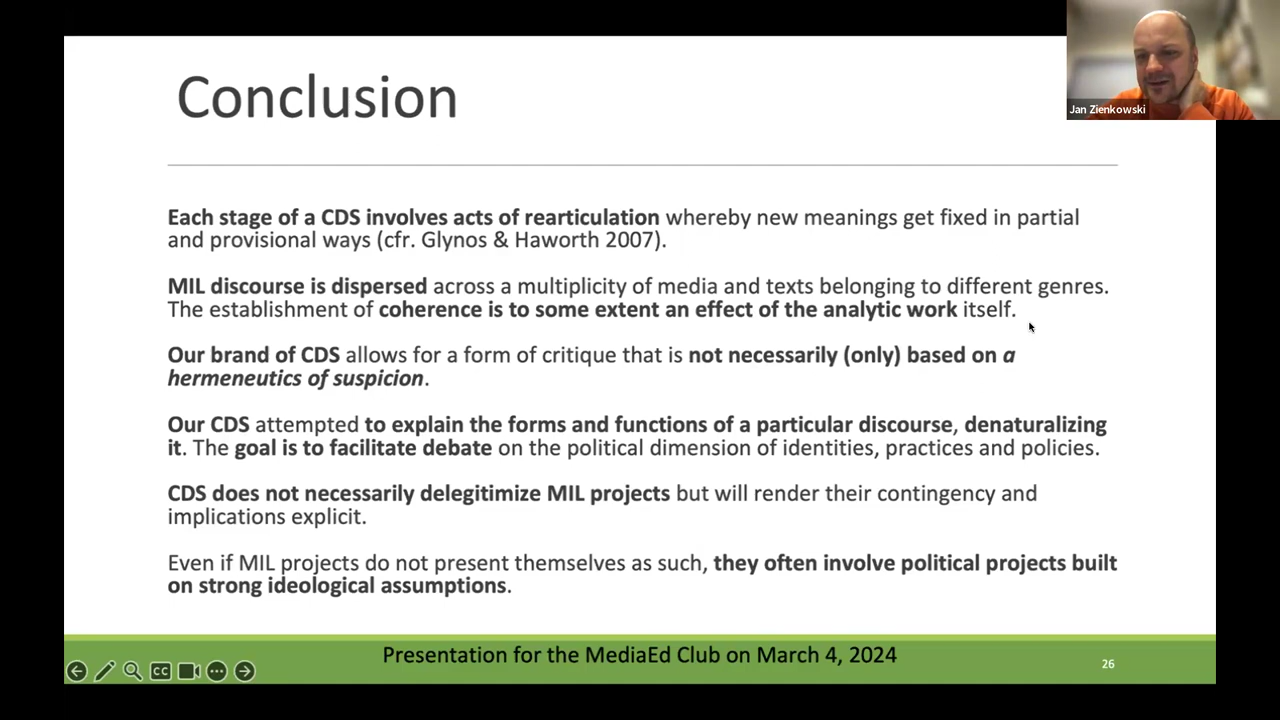 Conclusion
Jan Zienkowski
Each stage of a CDS involves acts of rearticulation whereby new meanings get fixed in partial
and provisional ways (cfr. Glynos & Haworth 2007).
MIL discourse is dispersed across a multiplicity of media and texts belonging to different genres.
The establishment of coherence is to some extent an effect of the analytic work itself.
Our brand of CDS allows for a form of critique that is not necessarily (only) based on a
hermeneutics of suspicion.
Our CDS attempted to explain the forms and functions of a particular discourse, denaturalizing
it. The goal is to facilitate debate on the political dimension of identities, practices and policies.
CDS does not necessarily delegitimize MIL projects but will render their contingency and
implications explicit.
Even if MIL projects do not present themselves as such, they often involve political projects built
on strong ideological assumptions.
Presentation for the MediaEd Club on March 4, 2024
26
CC